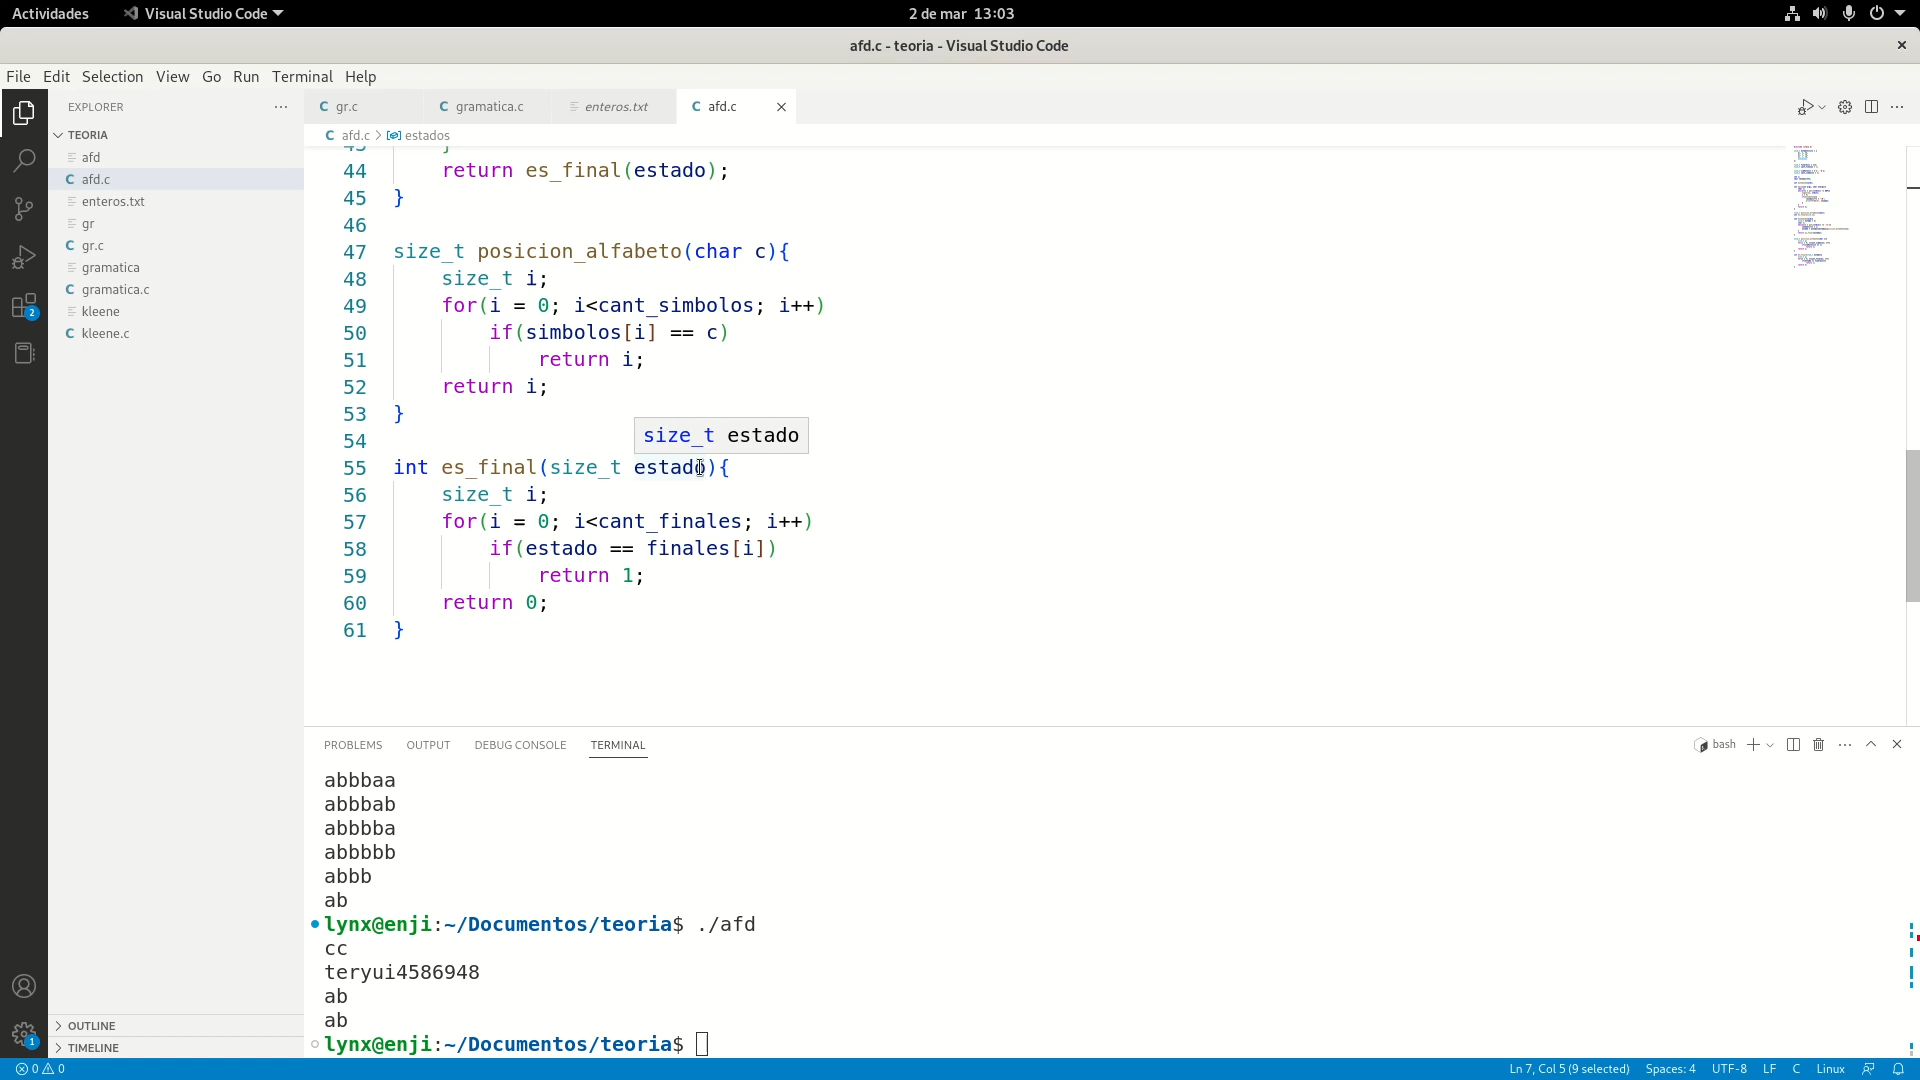 Actividades
Visual Studio Code
2 de mar 13:03
afd.c - teoria - Visual Studio Code
File Edit Selection View Go Run Terminal Help
EXPLORER
gr.c
gramatica.c
enteros.txt
afd.c
TEORIA
afd
afd.c
enteros.txt
gr
gr.c
gramatica
gramatica.c
kleene
kleene.c
OUTLINE
TIMELINE
2
1
afd.c > estados
43 }
44 return es_final(estado);
45 }
46
47 size_t posicion_alfabeto(char c){
48 size_t i;
49 for(i = 0; i<cant_simbolos; i++)
50 if(simbolos[i] == c)
51 return i;
52 return i;
53 }
54
size_t estado
55 int es_final(size_t estado){
56 size_t i;
57 for(i = 0; i<cant_finales; i++)
58 if(estado == finales[i])
59 return 1;
60 return 0;
61 }
PROBLEMS OUTPUT DEBUG CONSOLE TERMINAL
bash
abbbaa
abbbab
abbbba
abbbbb
abbb
ab
lynx@enji:~/Documentos/teoria$ ./afd
cc
teryui4586948
ab
ab
lynx@enji:~/Documentos/teoria$
0 0
Ln 7, Col 5 (9 selected)
Spaces: 4
UTF-8
LF
C
Linux